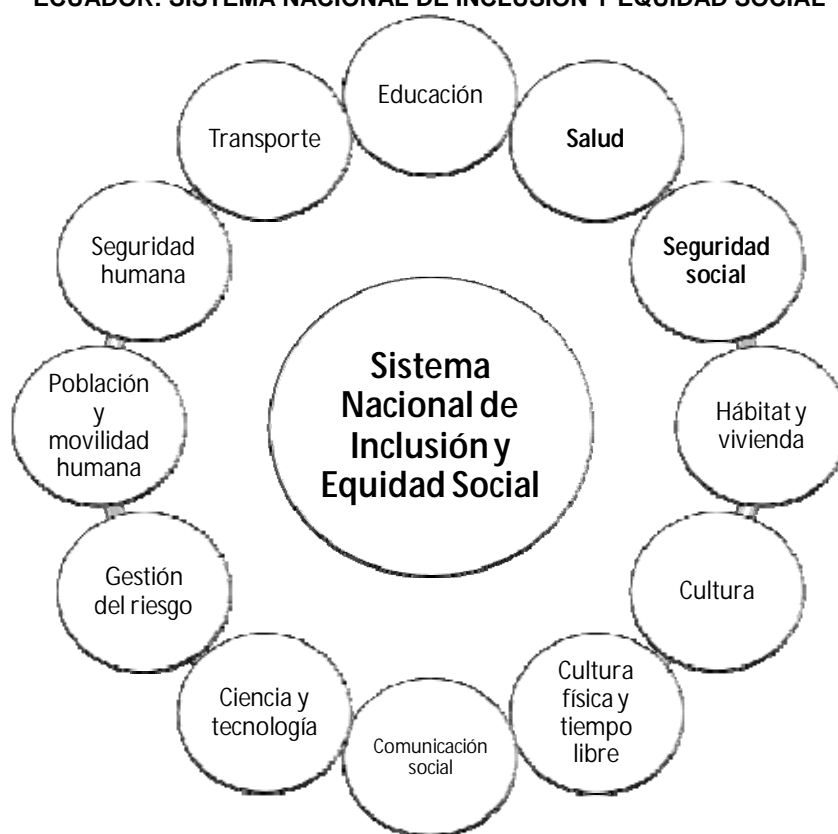 ECUADOR: SISTEMA NACIONAL DE INCLUSIÓN Y EQUIDAD SOCIAL
Educación
Salud
Seguridad
social
Hábitat y
vivienda
Cultura
Cultura
física y
tiempo
libre
Comunicación
social
Ciencia y
tecnología
Gestión
del riesgo
Población
y
movilidad
humana
Seguridad
humana
Transporte
Sistema
Nacional de
Inclusión y
Equidad Social